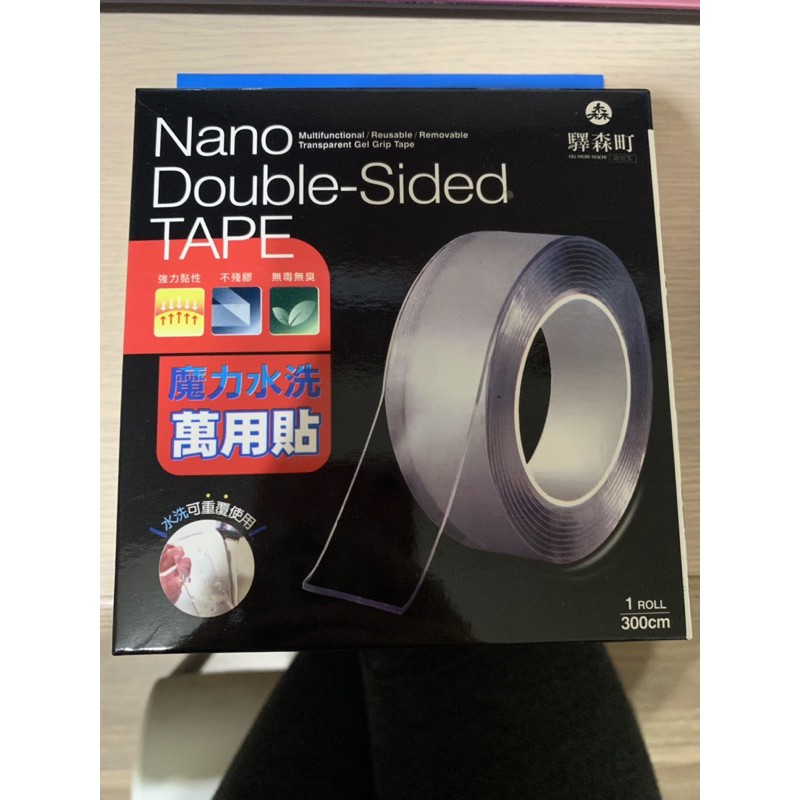 Nano
Multifunctional / Reusable / Removable
Transparent Gel Grip Tape
Double-Sided
TAPE
森
驛森町
強力黏性
不殘膠
無毒無臭
魔力水洗
萬用貼
水洗可重覆使用
1 ROLL
300cm